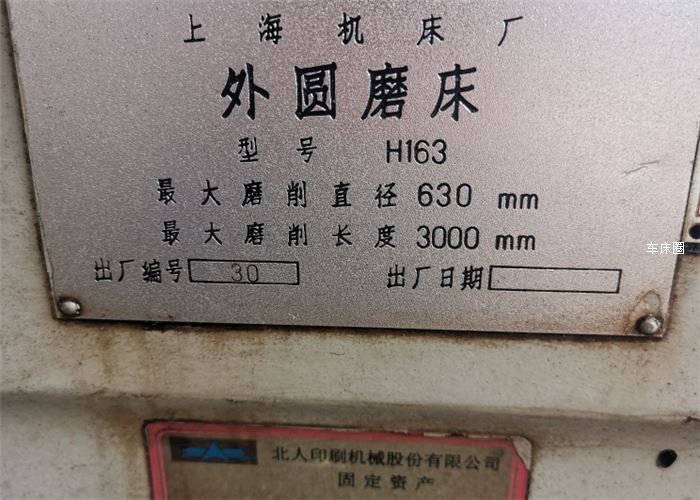 上海机床厂
外圆磨床
型号 H163
最大磨削直径 630 mm
最大磨削长度 3000 mm
出厂编号 30 出厂日期
车床圈
北人印刷机械股份有限公司
固定资产